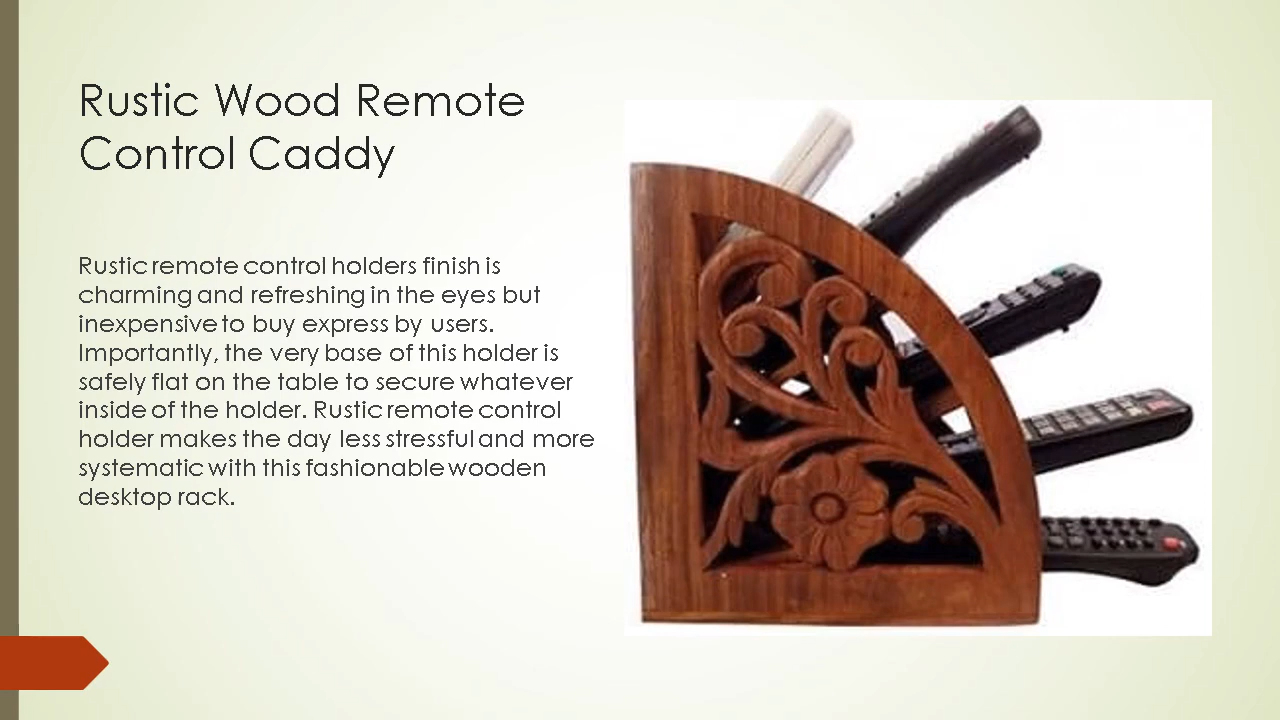 Rustic Wood Remote
Control Caddy
Rustic remote control holders finish is
charming and refreshing in the eyes but
inexpensive to buy express by users.
Importantly, the very base of this holder is
safely flat on the table to secure whatever
inside of the holder. Rustic remote control
holder makes the day less stressful and more
systematic with this fashionable wooden
desktop rack.